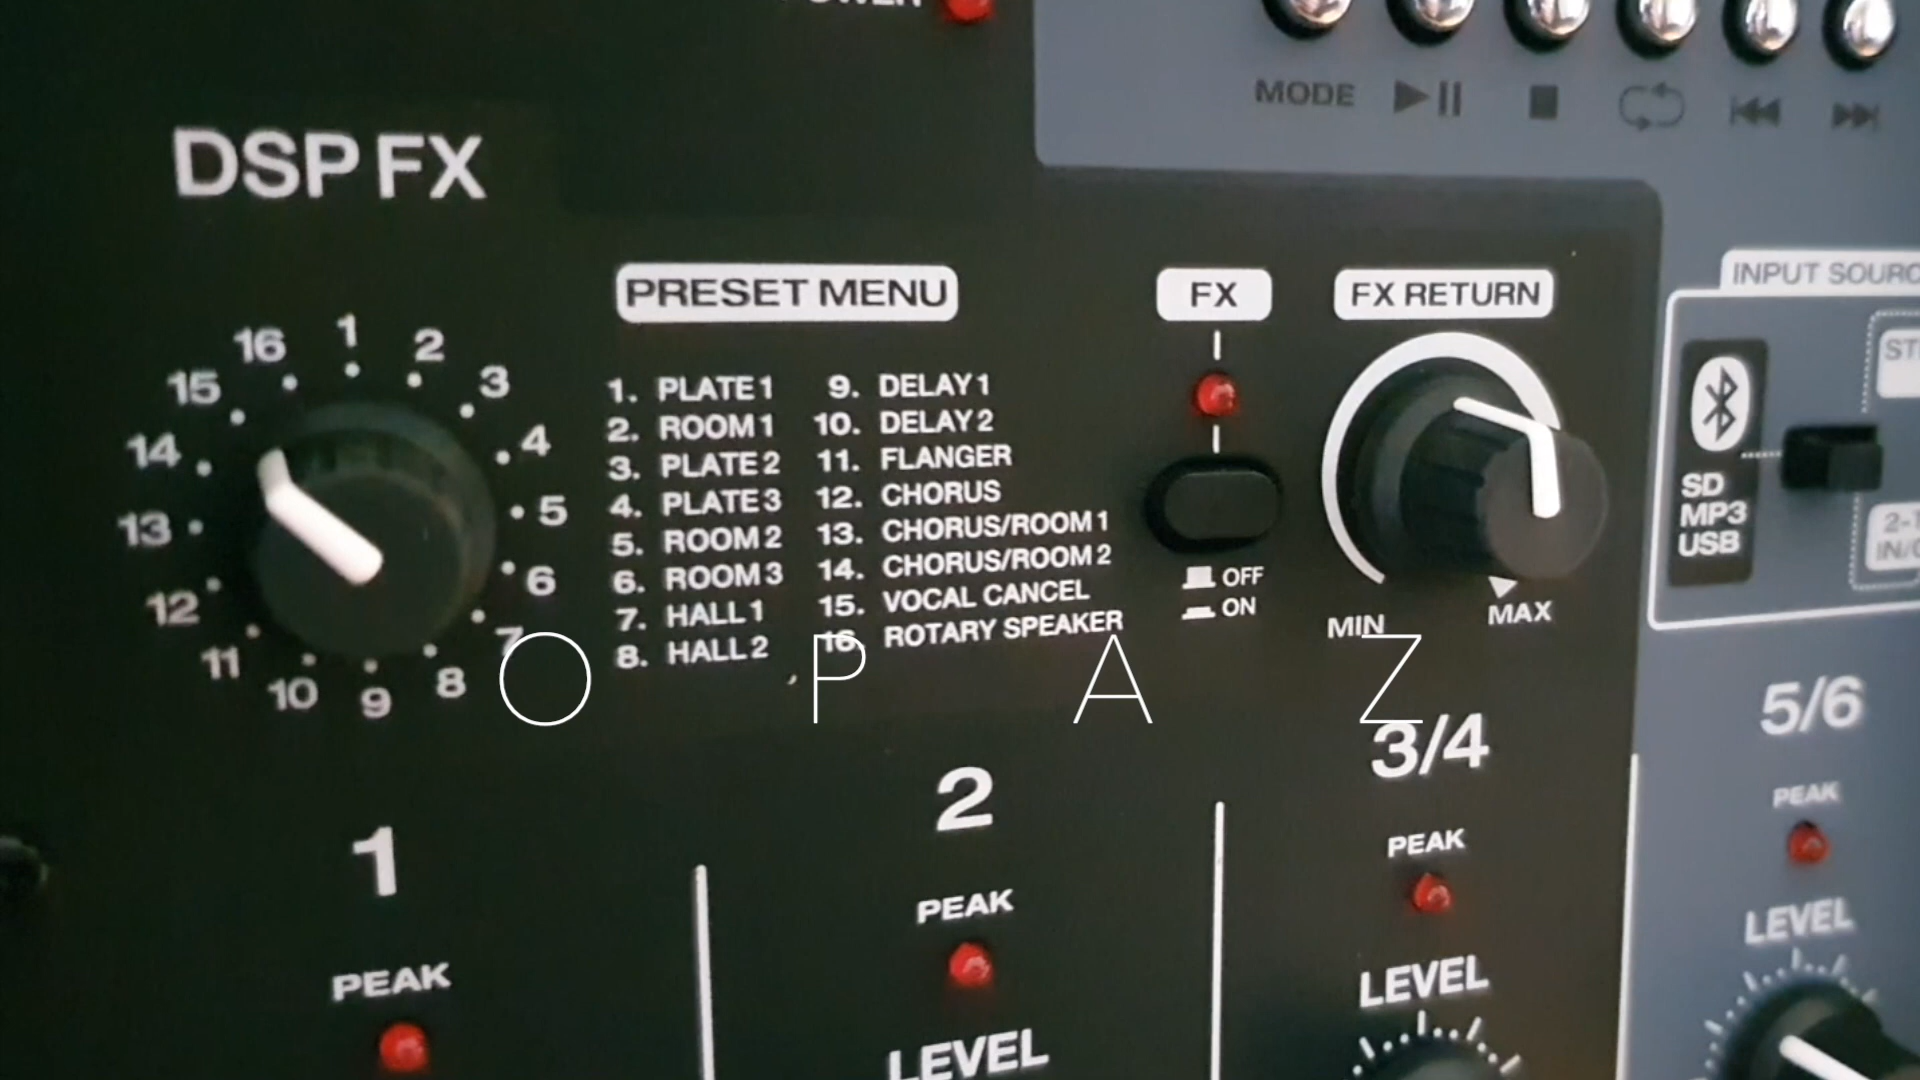 MODE
DSP FX
PRESET MENU
1. PLATE 1
2. ROOM 1
3. PLATE 2
4. PLATE 3
5. ROOM 2
6. ROOM 3
7. HALL 1
8. HALL 2
9. DELAY 1
10. DELAY 2
11. FLANGER
12. CHORUS
13. CHORUS/ROOM 1
14. CHORUS/ROOM 2
15. VOCAL CANCEL
16. ROTARY SPEAKER
1
2
3
4
5
6
7
8
9
10
11
12
13
14
15
16
FX
OFF
ON
FX RETURN
MIN
MAX
INPUT
SD
MP3
USB
O P A Z
1
PEAK
2
PEAK
LEVEL
3/4
PEAK
LEVEL
5/6
PEAK
LEVEL